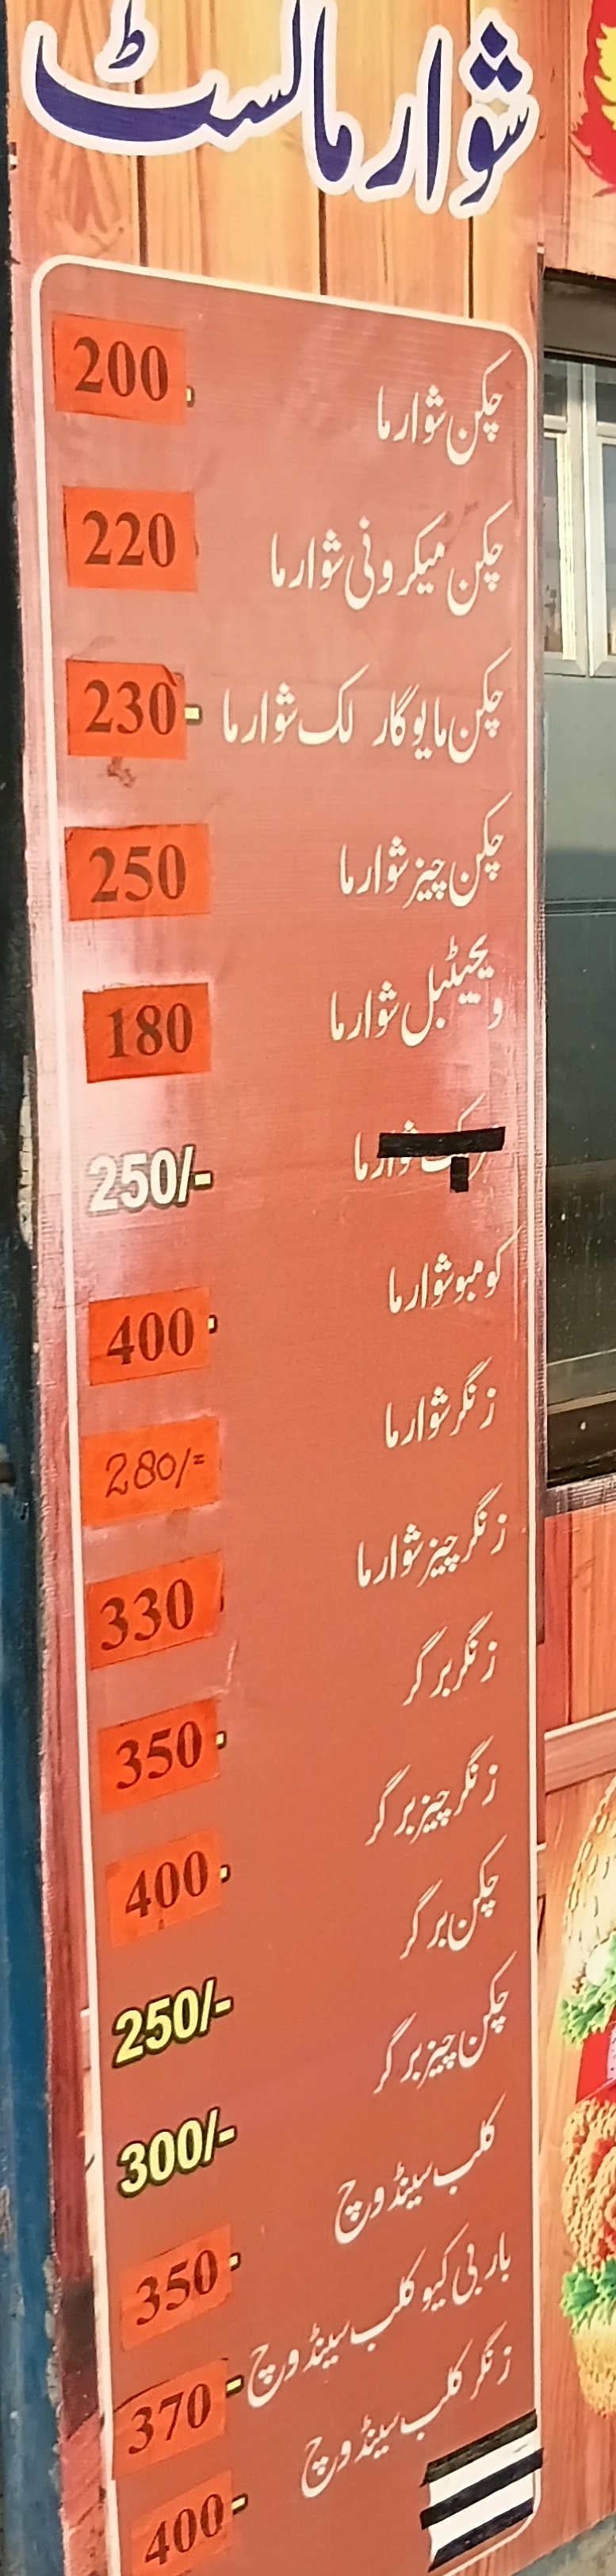 شوارما لسٹ
چکن شوارما 200
چکن میکرونی شوارما 220
چکن مایو گارلک شوارما 230-
چکن چیز شوارما 250
ویجیٹبل شوارما 180
شوارما 250/-
کومبو شوارما 400
زنگر شوارما 280/=
زنگر چیز شوارما 330
زنگر برگر 350
زنگر چیز برگر 400
چکن برگر 250/-
چکن چیز برگر 300/-
کلب سینڈوچ 350
بار بی کیو کلب سینڈوچ 370-
زنگر کلب سینڈوچ 400-